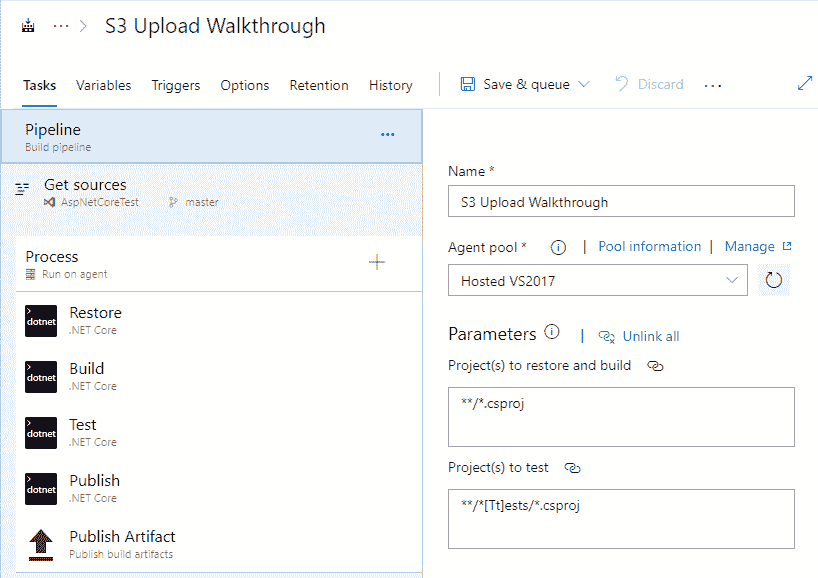 S3 Upload Walkthrough
Tasks Variables Triggers Options Retention History Save & queue Discard
Pipeline
Build pipeline
Get sources
AspNetCoreTest master
Process
Run on agent
dotnet Restore
.NET Core
dotnet Build
.NET Core
dotnet Test
.NET Core
dotnet Publish
.NET Core
Publish Artifact
Publish build artifacts
Name *
S3 Upload Walkthrough
Agent pool * | Pool information | Manage
Hosted VS2017
Parameters | Unlink all
Project(s) to restore and build
**/*.csproj
Project(s) to test
**/*[Tt]ests/*.csproj